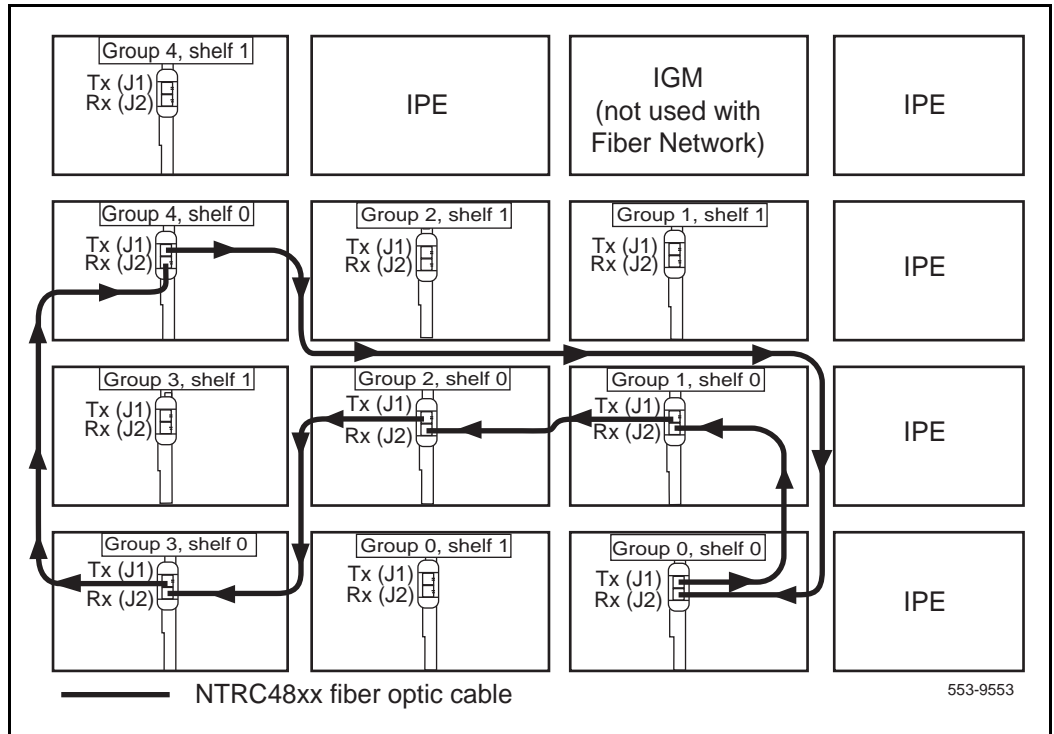 Group 4, shelf 1
Tx (J1)
Rx (J2)
IPE
IGM
(not used with
Fiber Network)
IPE
Group 4, shelf 0
Tx (J1)
Rx (J2)
Group 2, shelf 1
Tx (J1)
Rx (J2)
Group 1, shelf 1
Tx (J1)
Rx (J2)
IPE
Group 3, shelf 1
Tx (J1)
Rx (J2)
Group 2, shelf 0
Tx (J1)
Rx (J2)
Group 1, shelf 0
Tx (J1)
Rx (J2)
IPE
Group 3, shelf 0
Tx (J1)
Rx (J2)
Group 0, shelf 1
Tx (J1)
Rx (J2)
Group 0, shelf 0
Tx (J1)
Rx (J2)
IPE
NTRC48xx fiber optic cable
553-9553